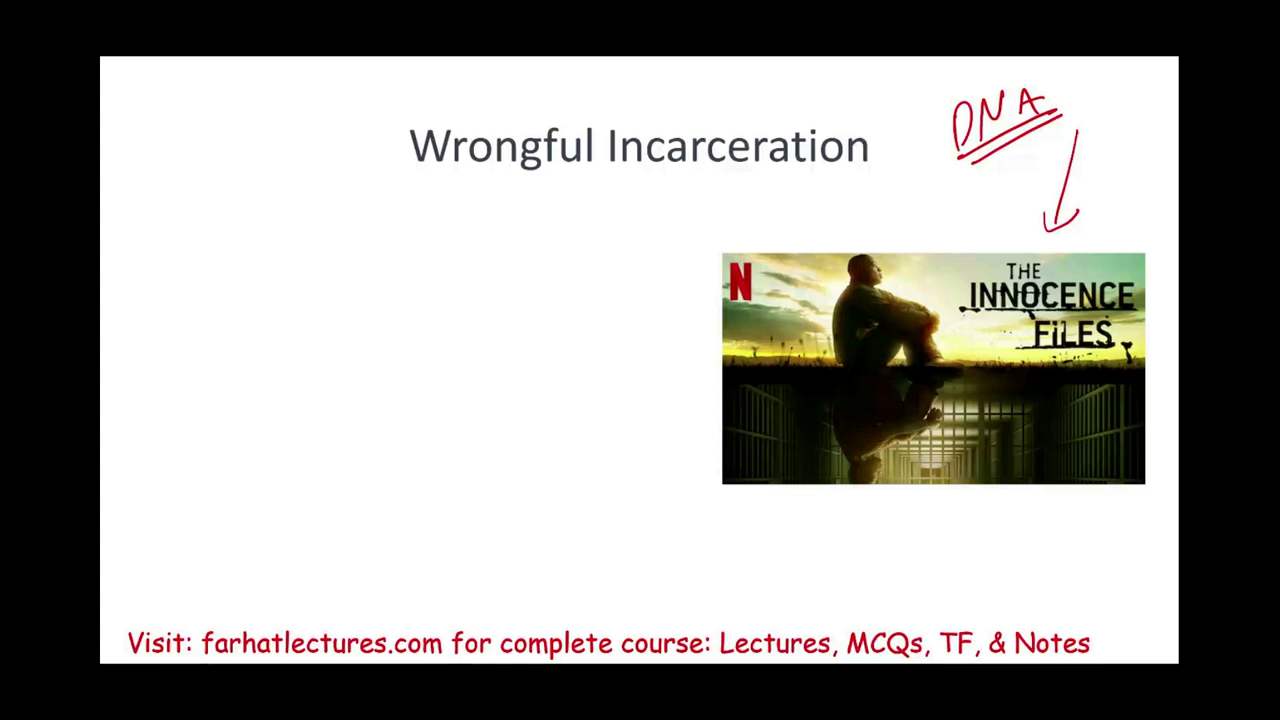 DNA
Wrongful Incarceration
N
THE
INNOCENCE
FILES
Visit: farhatlectures.com for complete course: Lectures, MCQs, TF, & Notes